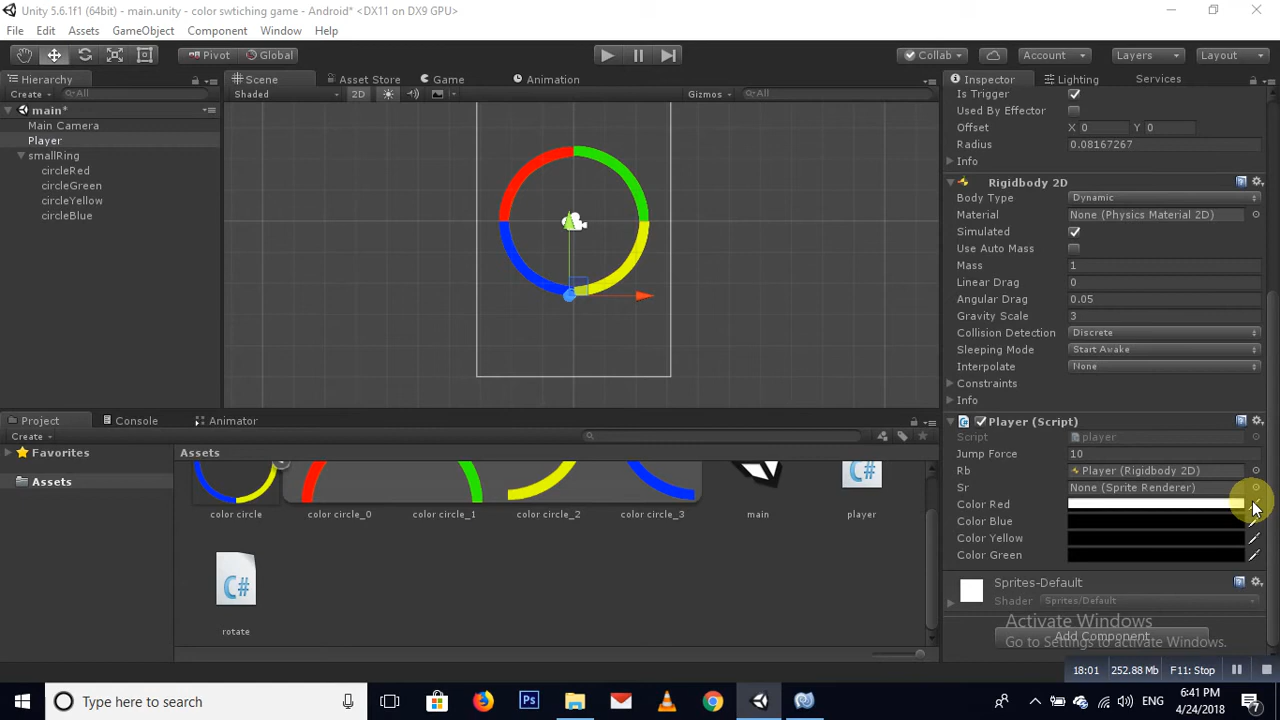 Unity 5.6.1f1 (64bit) - main.unity - color swtiching game - Android* <DX11 on DX9 GPU>
File Edit Assets GameObject Component Window Help
Pivot Global Collab Account Layers Layout
Hierarchy
Create All
main*
Main Camera
Player
smallRing
circleRed
circleGreen
circleYellow
circleBlue
Scene Asset Store Game Animation
Shaded 2D Gizmos All
Inspector Lighting Services
Is Trigger
Used By Effector
Offset X 0 Y 0
Radius 0.08167267
Info
Rigidbody 2D
Body Type Dynamic
Material None (Physics Material 2D)
Simulated
Use Auto Mass
Mass 1
Linear Drag 0
Angular Drag 0.05
Gravity Scale 3
Collision Detection Discrete
Sleeping Mode Start Awake
Interpolate None
Constraints
Info
Player (Script)
Script player
Jump Force 10
Rb Player (Rigidbody 2D)
Sr None (Sprite Renderer)
Color Red
Color Blue
Color Yellow
Color Green
Sprites-Default
Shader Sprites/Default
Add Component
Activate Windows
Go to Settings to activate Windows.
Project Console Animator
Create
Favorites
Assets
Assets
color circle color circle_0 color circle_1 color circle_2 color circle_3 main player
C#
C#
rotate
18:01 252.88 Mb F11: Stop
Type here to search
Ps
ENG
6:41 PM
4/24/2018
7